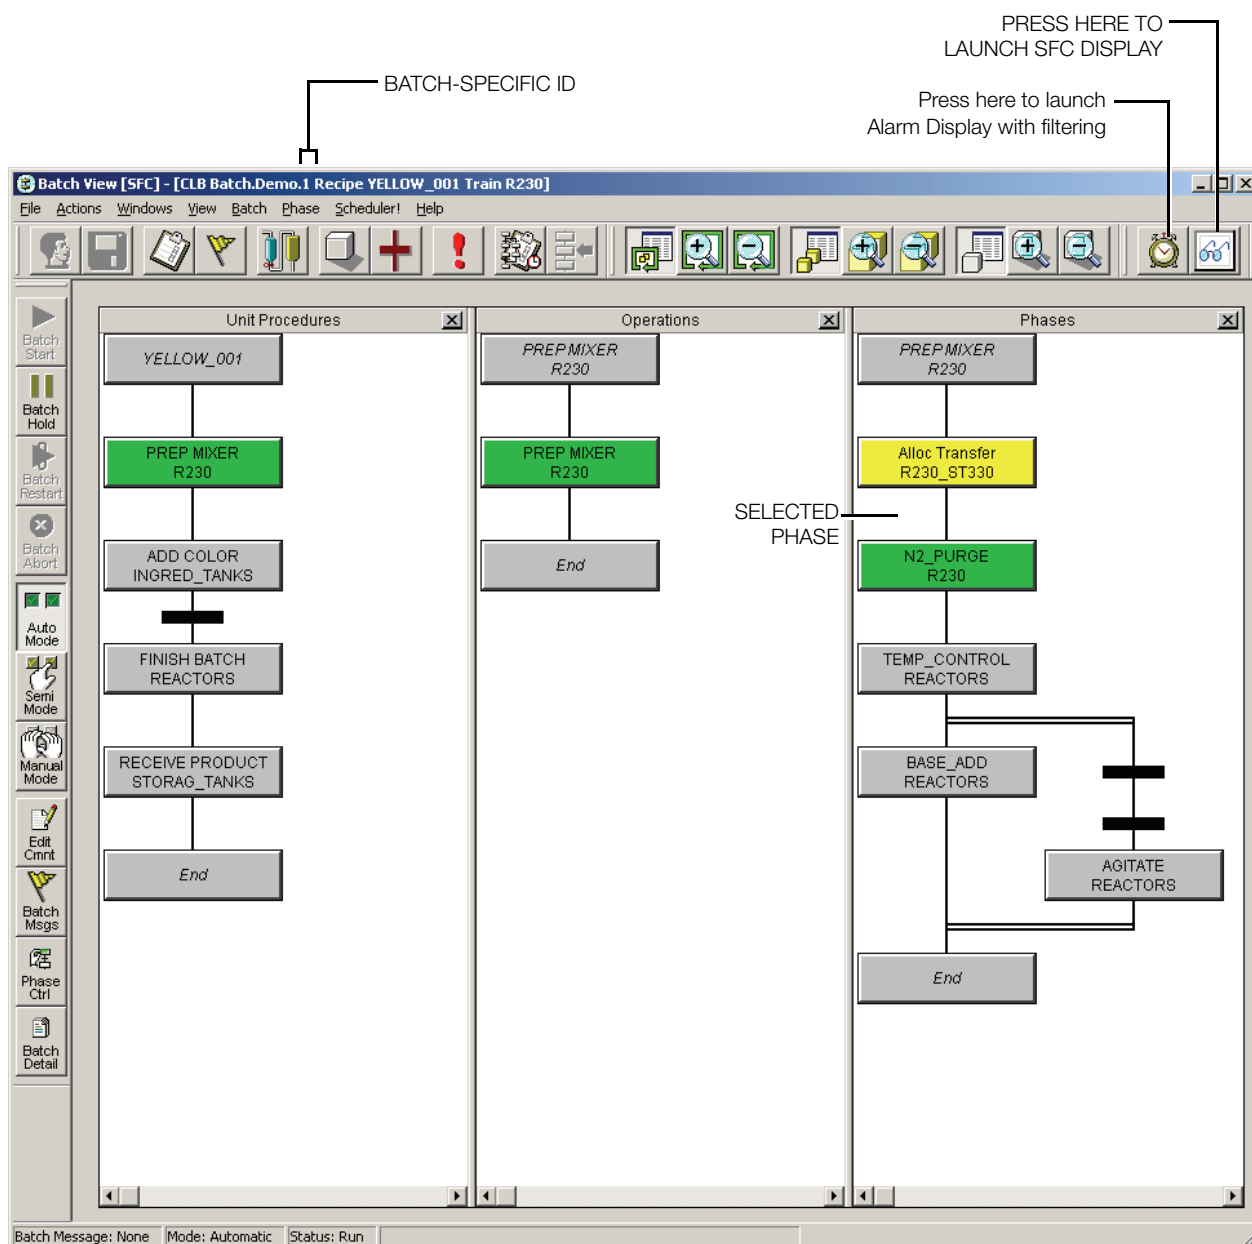 PRESS HERE TO
LAUNCH SFC DISPLAY
BATCH-SPECIFIC ID
Press here to launch
Alarm Display with filtering
Batch View [SFC] - [CLB Batch.Demo.1 Recipe YELLOW_001 Train R230]
File Actions Windows View Batch Phase Scheduler! Help
Batch
Start
Batch
Hold
Batch
Restart
Batch
Abort
Auto
Mode
Semi
Mode
Manual
Mode
Edit
Cmnt
Batch
Msgs
Phase
Ctrl
Batch
Detail
Unit Procedures
YELLOW_001
PREP MIXER
R230
ADD COLOR
INGRED_TANKS
FINISH BATCH
REACTORS
RECEIVE PRODUCT
STORAG_TANKS
End
Operations
PREP MIXER
R230
PREP MIXER
R230
End
Phases
PREP MIXER
R230
Alloc Transfer
R230_ST330
SELECTED
PHASE
N2_PURGE
R230
TEMP_CONTROL
REACTORS
BASE_ADD
REACTORS
AGITATE
REACTORS
End
Batch Message: None Mode: Automatic Status: Run